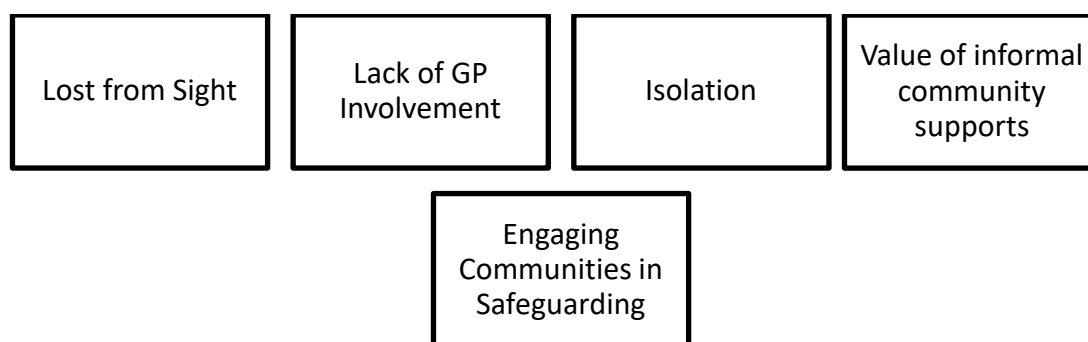 Lost from Sight
Lack of GP
Involvement
Isolation
Value of informal
community
supports
Engaging
Communities in
Safeguarding